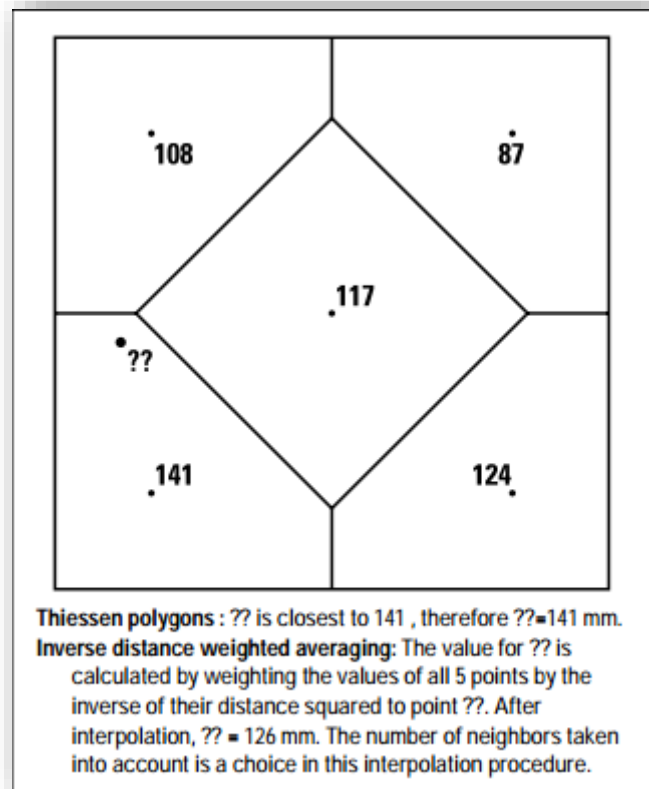 108
87
117
??
141
124
Thiessen polygons : ?? is closest to 141 , therefore ??=141 mm.
Inverse distance weighted averaging: The value for ?? is
calculated by weighting the values of all 5 points by the
inverse of their distance squared to point ??. After
interpolation, ?? = 126 mm. The number of neighbors taken
into account is a choice in this interpolation procedure.